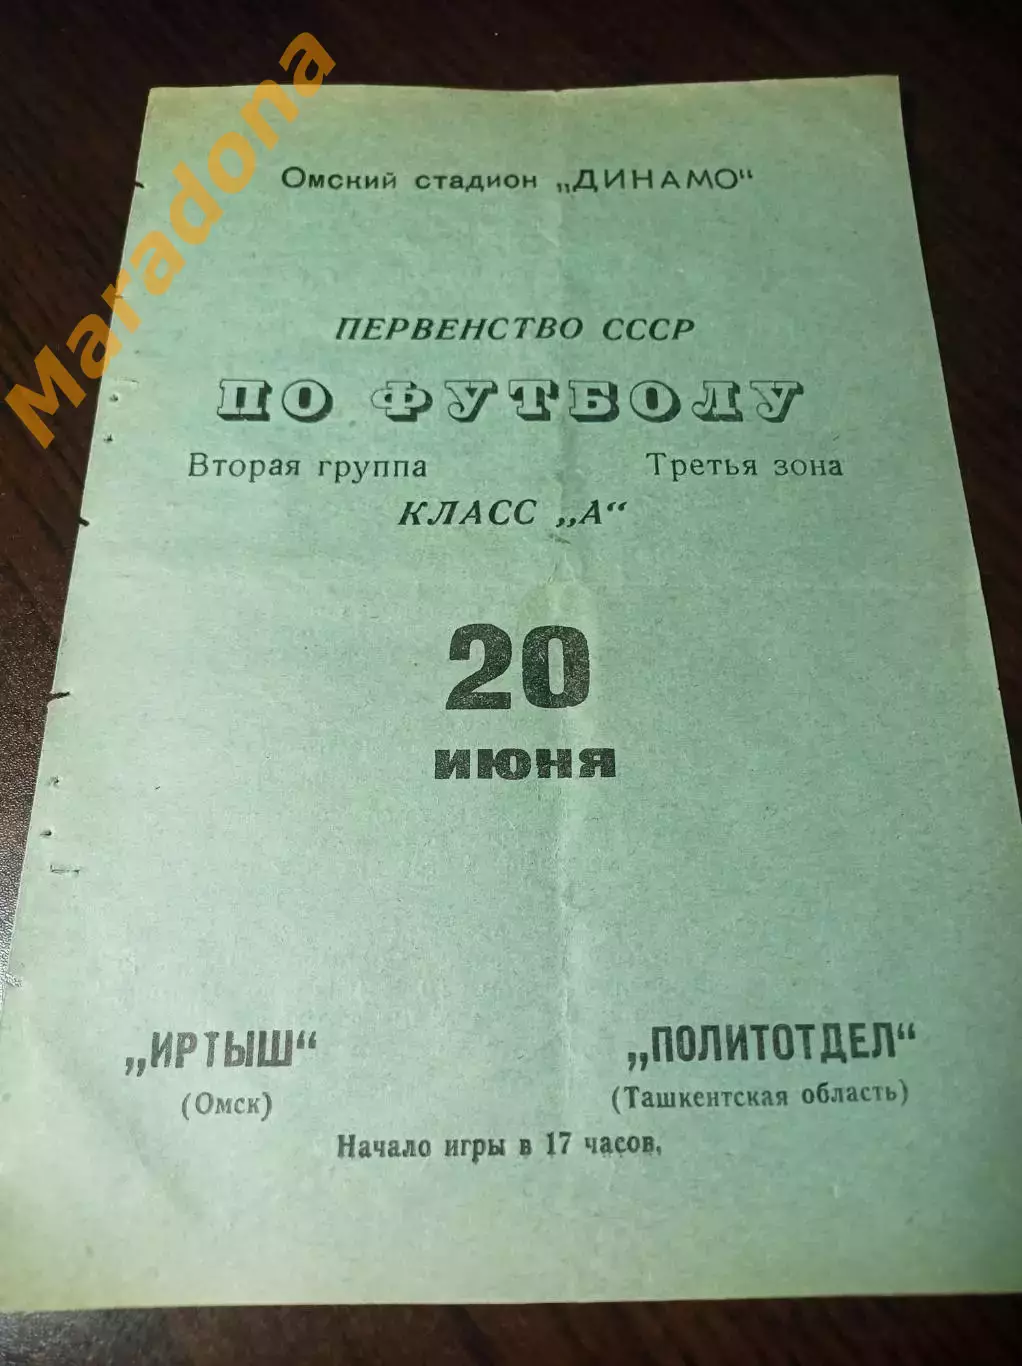 Maradona
Омский стадион „ДИНАМО“
ПЕРВЕНСТВО СССР
ПО ФУТБОЛУ
Вторая группа Третья зона
КЛАСС „А“
20
ИЮНЯ
„ИРТЫШ“ „ПОЛИТОТДЕЛ“
(Омск) (Ташкентская область)
Начало игры в 17 часов,